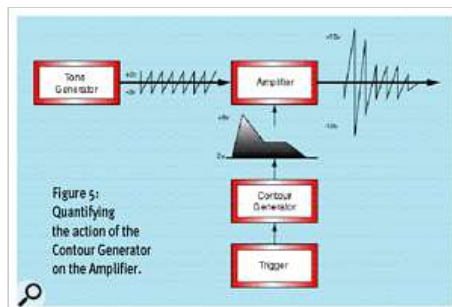 Tone
Generator
Amplifier
Contour
Generator
Trigger
Figure 5:
Quantifying
the action of the
Contour Generator
on the Amplifier.